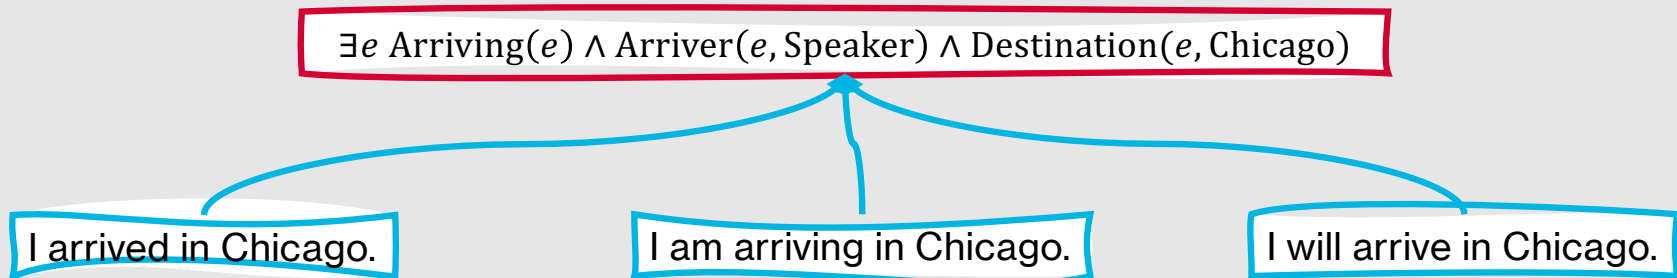 ∃e Arriving(e) ∧ Arriver(e, Speaker) ∧ Destination(e, Chicago)
I arrived in Chicago.
I am arriving in Chicago.
I will arrive in Chicago.